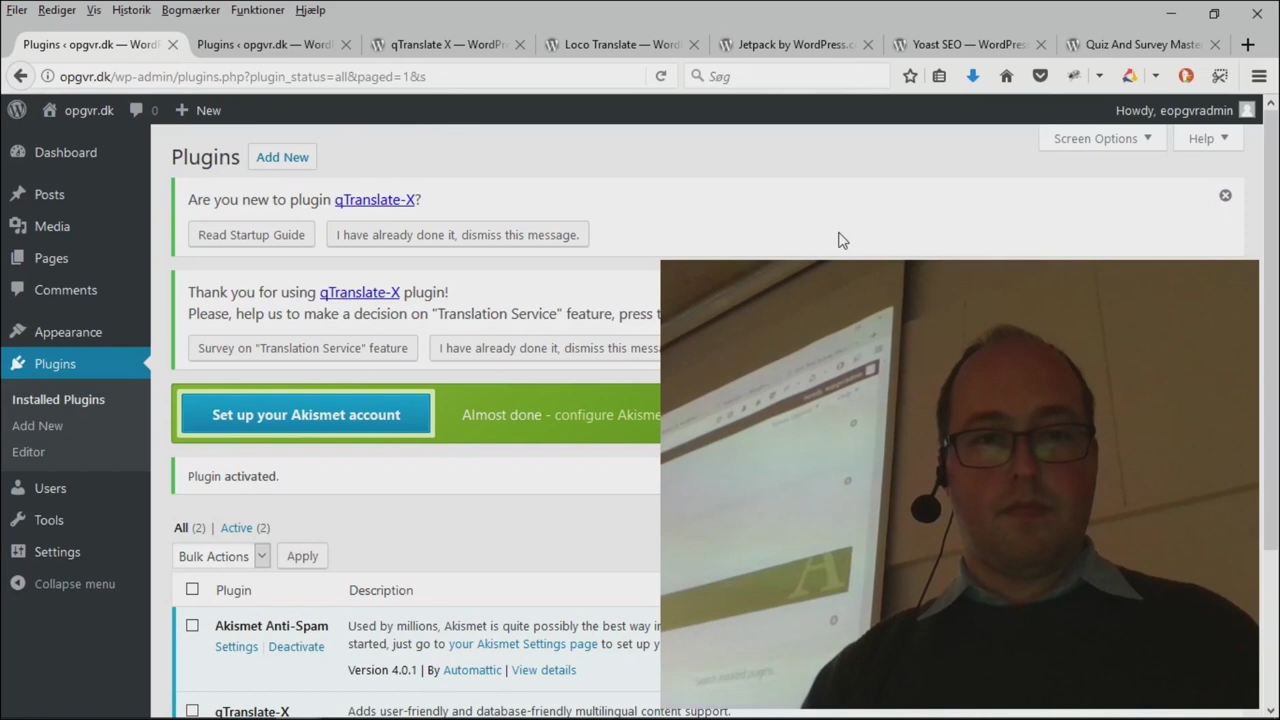 Filer Rediger Vis Historik Bogmærker Funktioner Hjælp
Plugins ‹ opgvr.dk — WordP Plugins ‹ opgvr.dk — WordP qTranslate X — WordPr Loco Translate — Word Jetpack by WordPress.c Yoast SEO — WordPres Quiz And Survey Maste
opgvr.dk/wp-admin/plugins.php?plugin_status=all&paged=1&s Søg
opgvr.dk 0 New Howdy, eopgvradmin
Screen Options Help
Plugins Add New
Dashboard
Posts
Media
Pages
Comments
Appearance
Plugins
Installed Plugins
Add New
Editor
Users
Tools
Settings
Collapse menu
Are you new to plugin qTranslate-X?
Read Startup Guide I have already done it, dismiss this message.
Thank you for using qTranslate-X plugin!
Please, help us to make a decision on "Translation Service" feature, press t
Survey on "Translation Service" feature I have already done it, dismiss this messa
Set up your Akismet account Almost done - configure Akisme
Plugin activated.
All (2) | Active (2)
Bulk Actions Apply
Plugin Description
Akismet Anti-Spam Used by millions, Akismet is quite possibly the best way i
Settings | Deactivate started, just go to your Akismet Settings page to set up y
Version 4.0.1 | By Automattic | View details
qTranslate-X Adds user-friendly and database-friendly multilingual content support.